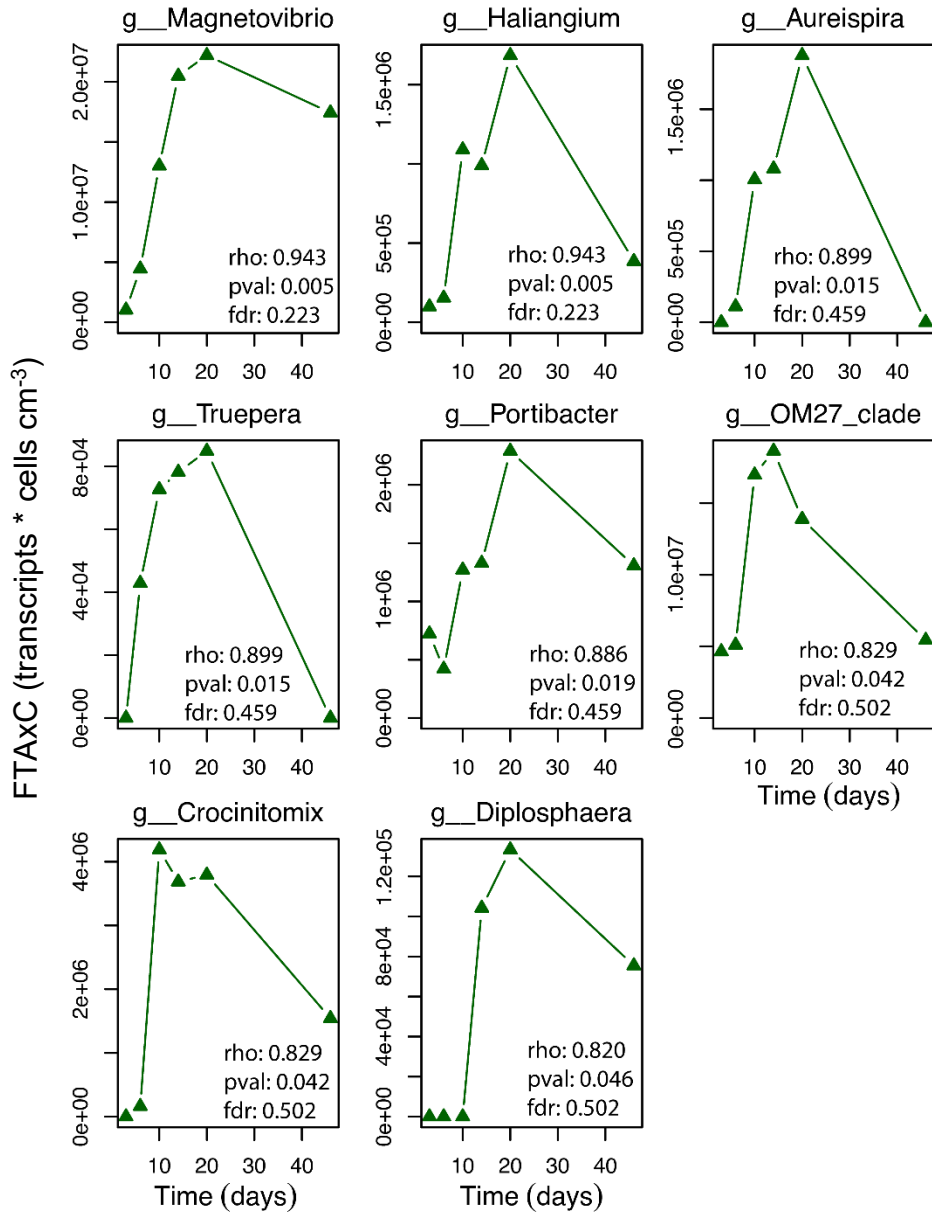 g__Magnetovibrio
g__Haliangium
g__Aureispira
0e+00 1.0e+07 2.0e+07
rho: 0.943
pval: 0.005
fdr: 0.223
10 20 30 40
0e+00 5e+05 1.5e+06
rho: 0.943
pval: 0.005
fdr: 0.223
10 20 30 40
0e+00 5e+05 1.5e+06
rho: 0.899
pval: 0.015
fdr: 0.459
10 20 30 40
FTAxC (transcripts * cells cm-3)
g__Truepera
g__Portibacter
g__OM27_clade
0e+00 4e+04 8e+04
rho: 0.899
pval: 0.015
fdr: 0.459
10 20 30 40
0e+00 1e+06 2e+06
rho: 0.886
pval: 0.019
fdr: 0.459
10 20 30 40
0e+00 1.0e+07
rho: 0.829
pval: 0.042
fdr: 0.502
10 20 30 40
Time (days)
g__Crocinitomix
g__Diplosphaera
0e+00 2e+06 4e+06
rho: 0.829
pval: 0.042
fdr: 0.502
10 20 30 40
Time (days)
0e+00 4e+04 8e+04 1.2e+05
rho: 0.820
pval: 0.046
fdr: 0.502
10 20 30 40
Time (days)